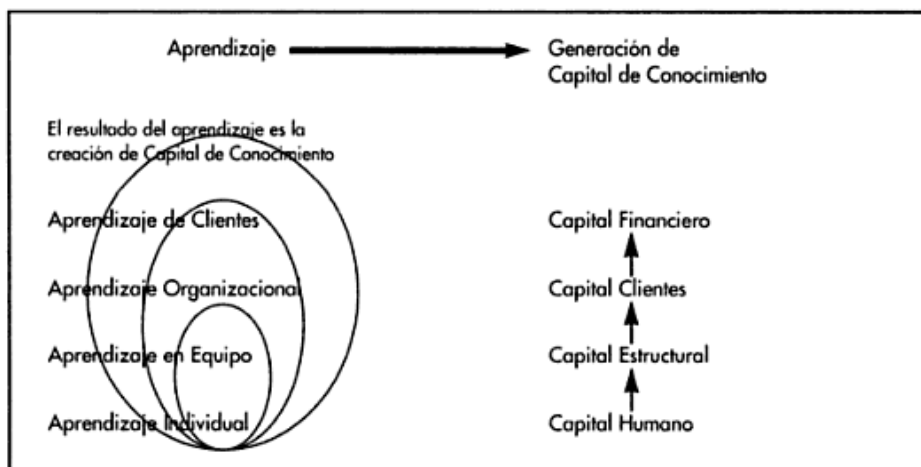 Aprendizaje
Generación de
Capital de Conocimiento
El resultado del aprendizaje es la
creación de Capital de Conocimiento
Aprendizaje de Clientes
Capital Financiero
Aprendizaje Organizacional
Capital Clientes
Aprendizaje en Equipo
Capital Estructural
Aprendizaje Individual
Capital Humano